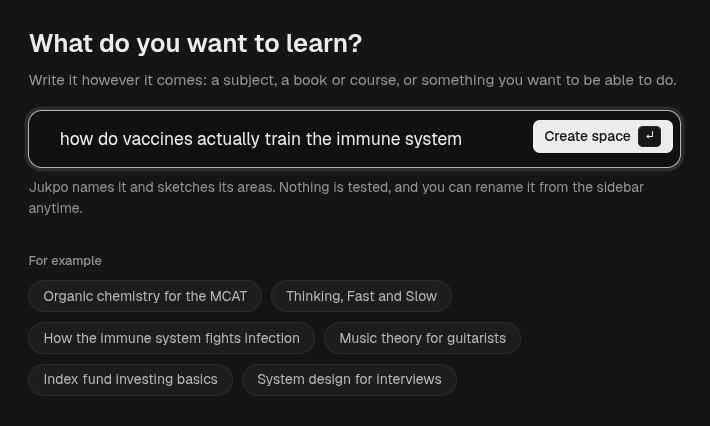 What do you want to learn?
Write it however it comes: a subject, a book or course, or something you want to be able to do.
how do vaccines actually train the immune system
Create space ↵
Jukpo names it and sketches its areas. Nothing is tested, and you can rename it from the sidebar
anytime.
For example
Organic chemistry for the MCAT
Thinking, Fast and Slow
How the immune system fights infection
Music theory for guitarists
Index fund investing basics
System design for interviews